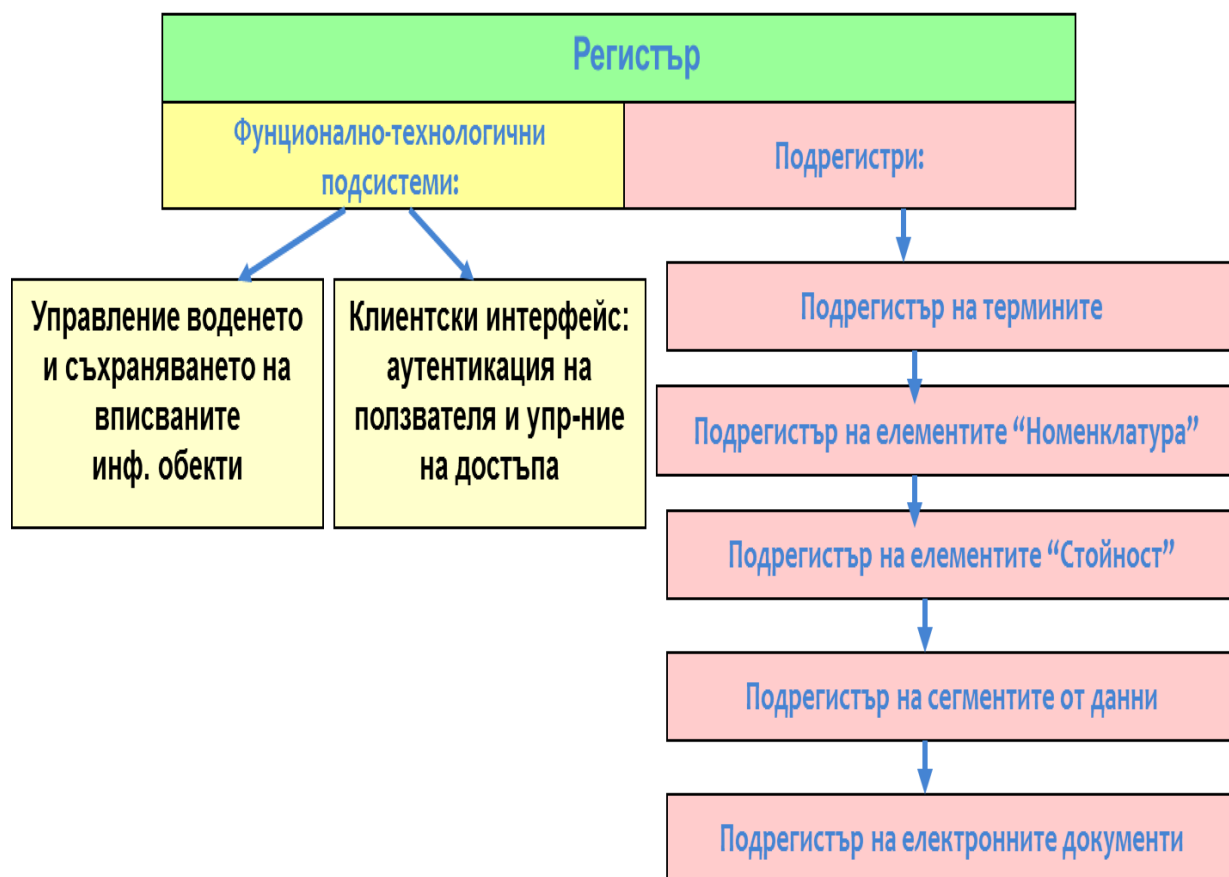 Регистър
Фунционално-технологични
подсистеми:
Подрегистри:
Управление воденето
и съхраняването на
вписваните
инф. обекти
Клиентски интерфейс:
аутентикация на
ползвателя и упр-ние
на достъпа
Подрегистър на термините
Подрегистър на елементите “Номенклатура”
Подрегистър на елементите “Стойност”
Подрегистър на сегментите от данни
Подрегистър на електронните документи